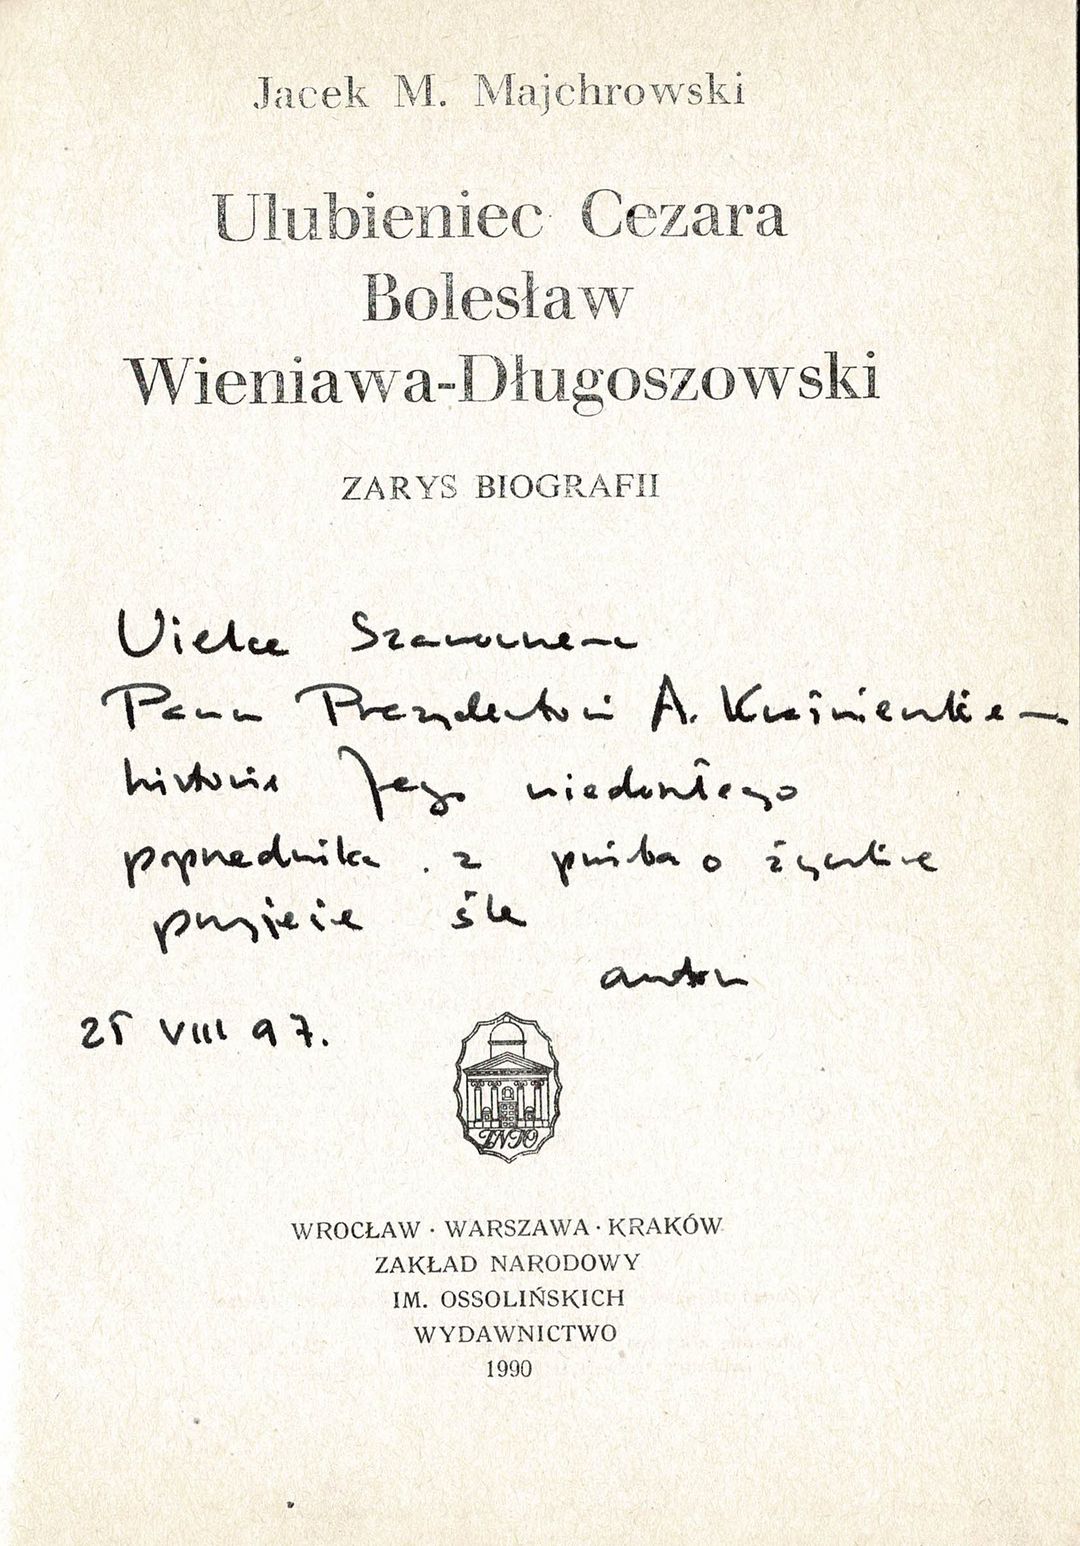 Jacek M. Majchrowski
Ulubieniec Cezara
Bolesław
Wieniawa-Długoszowski
ZARYS BIOGRAFII
Wielce Szanownemu
Panu Prezydentowi A. Kwaśniewskiemu
historię Jego niedoszłego
poprzednika z prośbą o życzliwe
przyjęcie śle
autor
25 VIII 97.
WROCŁAW · WARSZAWA · KRAKÓW
ZAKŁAD NARODOWY
IM. OSSOLIŃSKICH
WYDAWNICTWO
1990